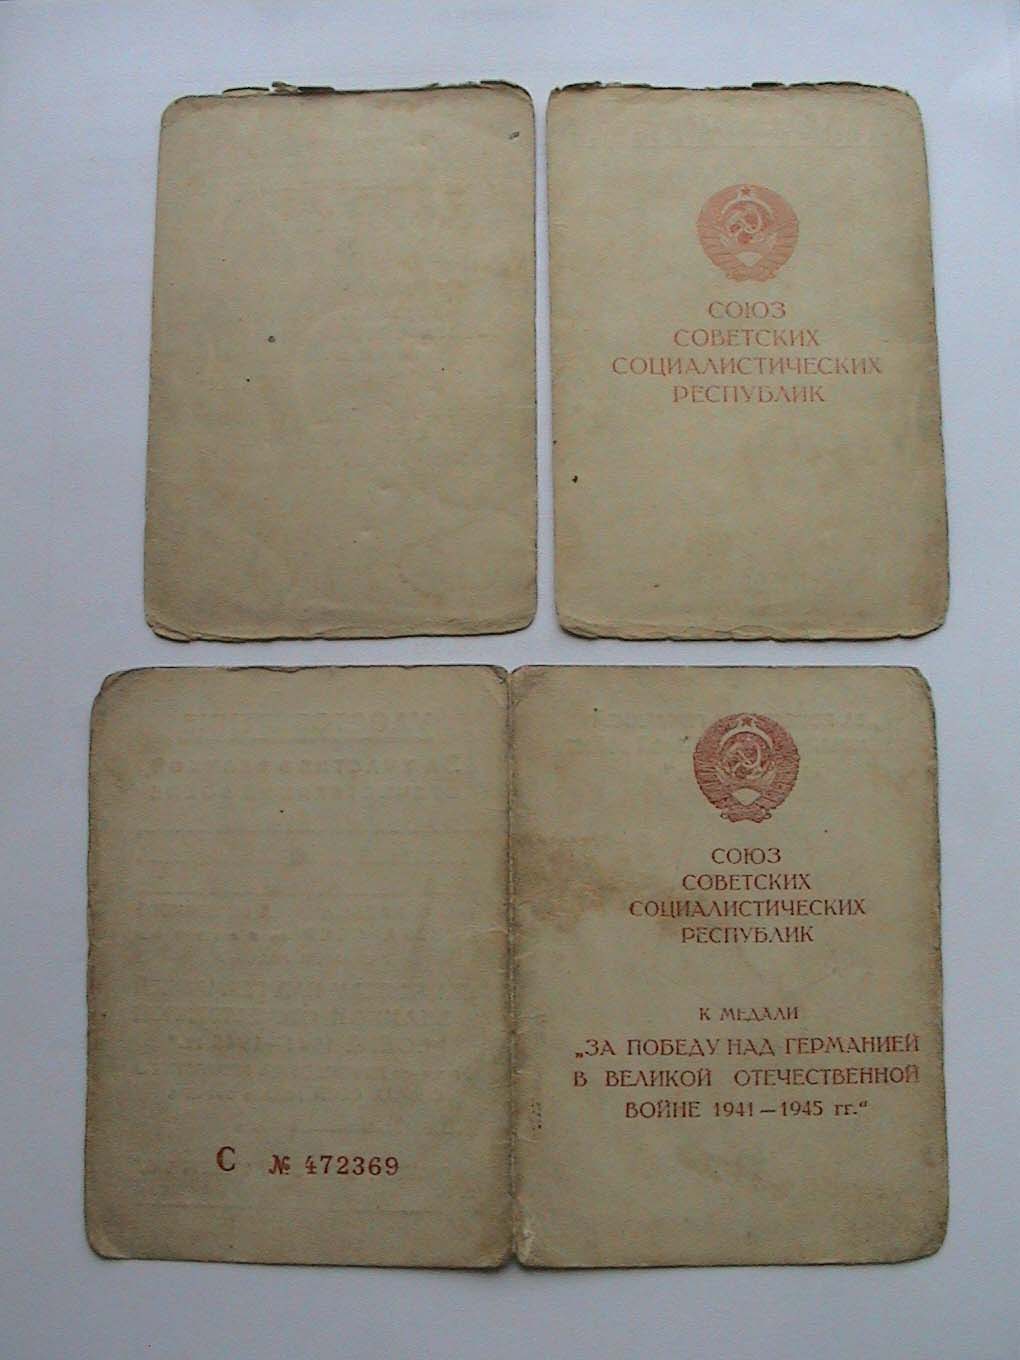 СОЮЗ
СОВЕТСКИХ
СОЦИАЛИСТИЧЕСКИХ
РЕСПУБЛИК
С № 472369
СОЮЗ
СОВЕТСКИХ
СОЦИАЛИСТИЧЕСКИХ
РЕСПУБЛИК
К МЕДАЛИ
„ЗА ПОБЕДУ НАД ГЕРМАНИЕЙ
В ВЕЛИКОЙ ОТЕЧЕСТВЕННОЙ
ВОЙНЕ 1941 — 1945 гг.“